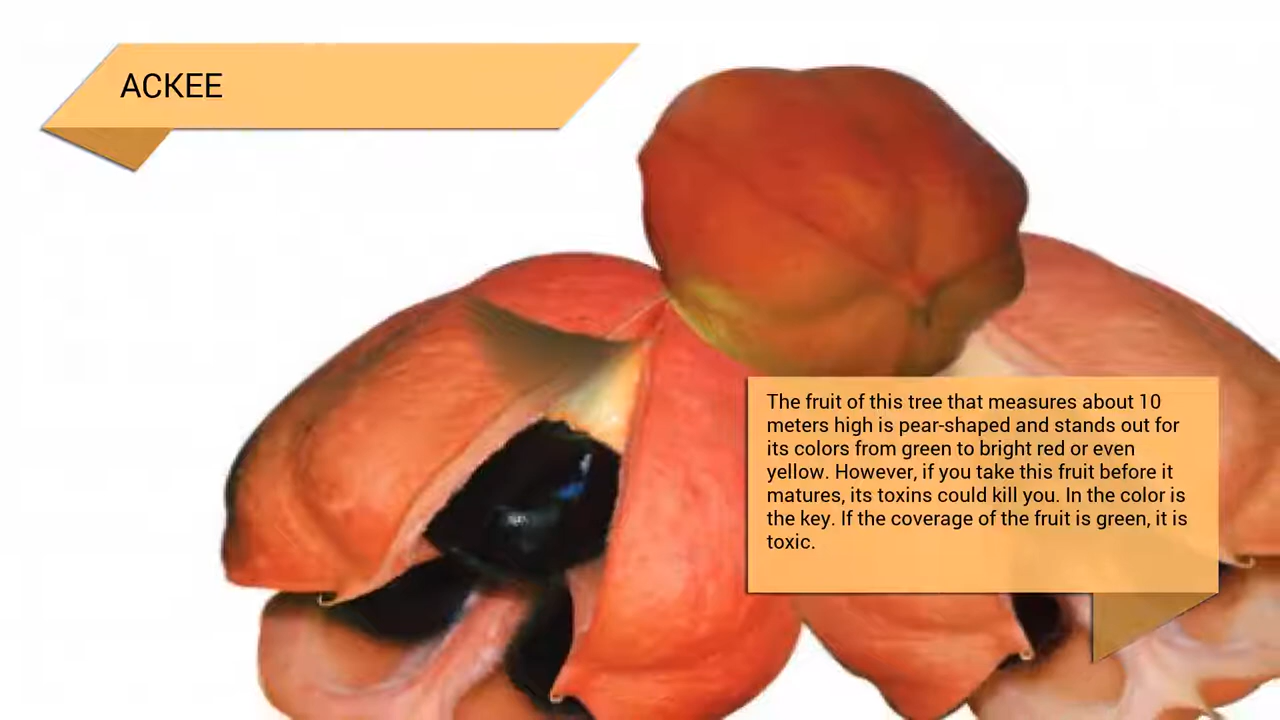 ACKEE
The fruit of this tree that measures about 10
meters high is pear-shaped and stands out for
its colors from green to bright red or even
yellow. However, if you take this fruit before it
matures, its toxins could kill you. In the color is
the key. If the coverage of the fruit is green, it is
toxic.